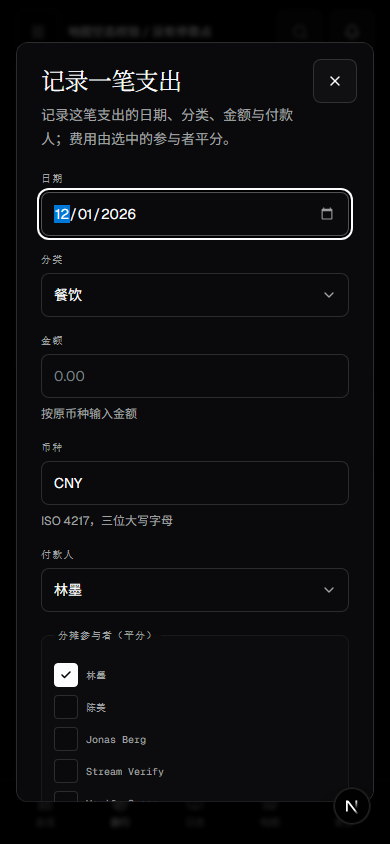 记录一笔支出
记录这笔支出的日期、分类、金额与付款
人；费用由选中的参与者平分。
日期
12/01/2026
分类
餐饮
金额
0.00
按原币种输入金额
币种
CNY
ISO 4217，三位大写字母
付款人
林墨
分摊参与者（平分）
林墨
陈美
Jonas Berg
Stream Verify
N